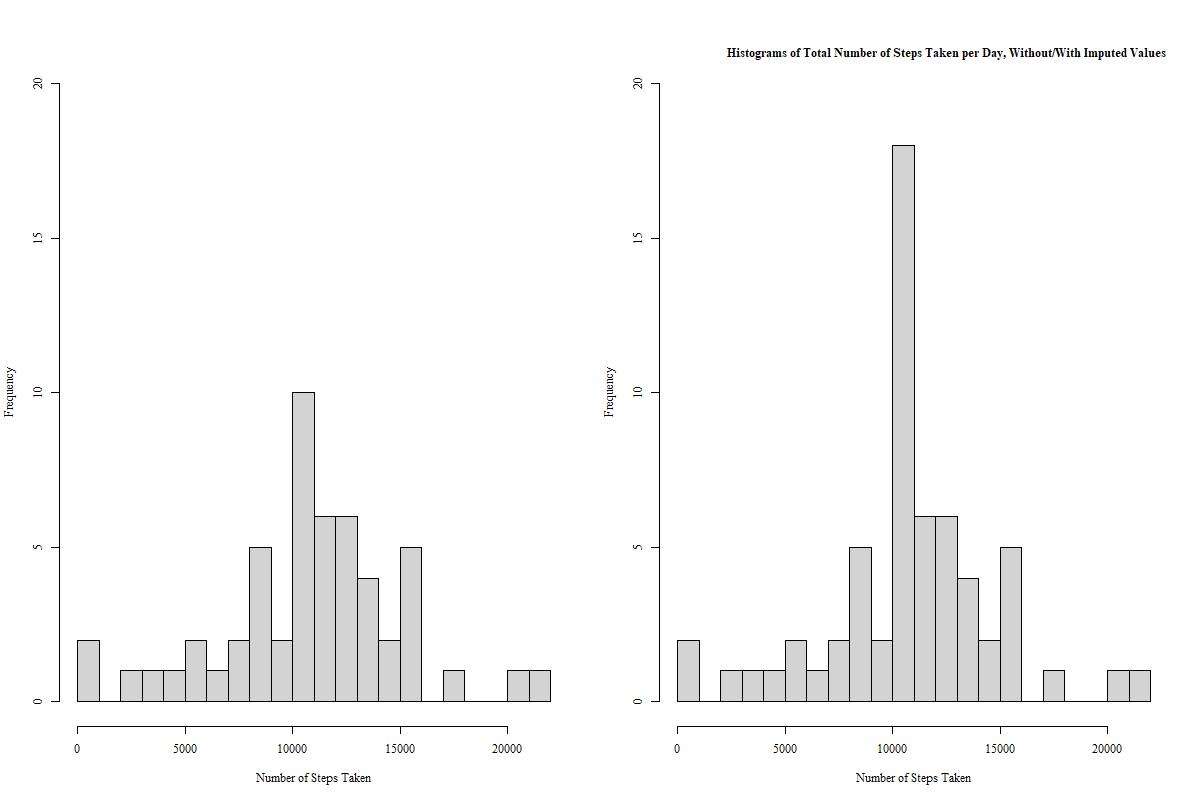 Histograms of Total Number of Steps Taken per Day, Without/With Imputed Values
20
15
10
5
0
Frequency
0 5000 10000 15000 20000
Number of Steps Taken
20
15
10
5
0
Frequency
0 5000 10000 15000 20000
Number of Steps Taken